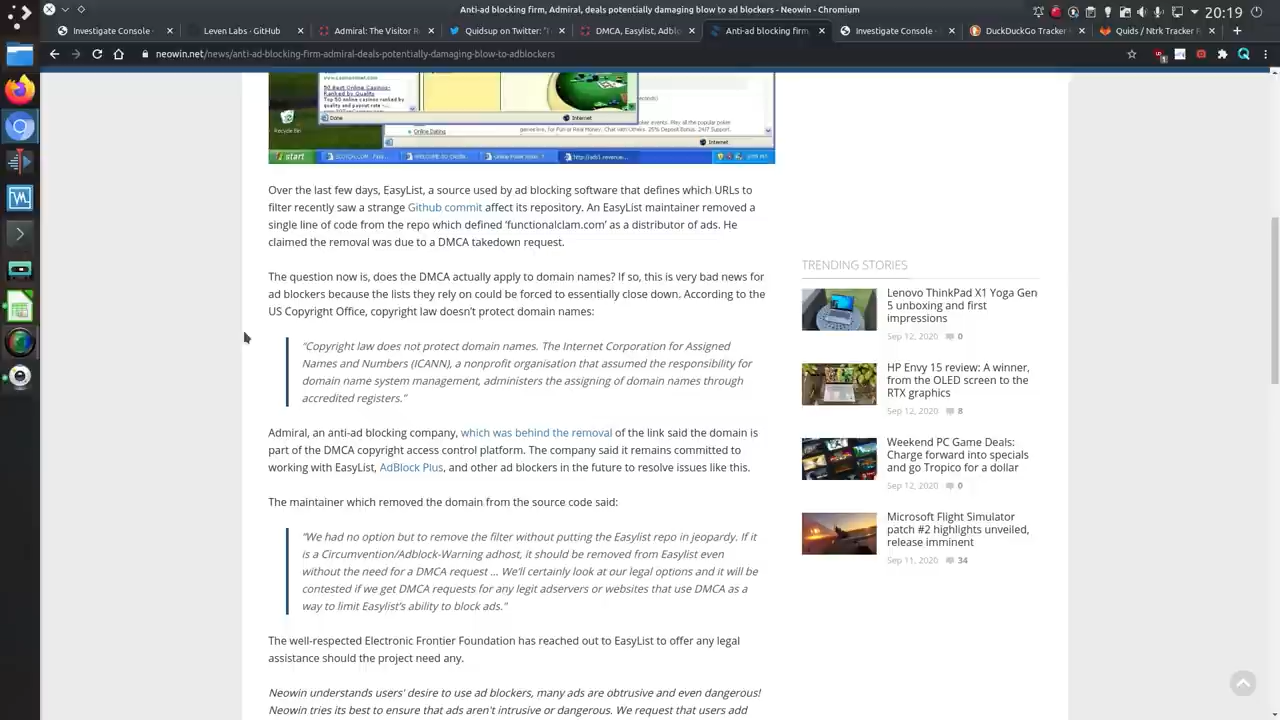 Anti-ad blocking firm, Admiral, deals potentially damaging blow to ad blockers - Neowin - Chromium
20:19
Investigate Console -
Leven Labs · GitHub
Admiral: The Visitor R
Quidsup on Twitter: "
DMCA, Easylist, Adblo
Anti-ad blocking firm,
Investigate Console -
DuckDuckGo Tracker
Quids / Ntrk Tracker
neowin.net/news/anti-ad-blocking-firm-admiral-deals-potentially-damaging-blow-to-adblockers
Done
Internet
Recycle Bin
Online Dating
Internet
start
Over the last few days, EasyList, a source used by ad blocking software that defines which URLs to
filter recently saw a strange Github commit affect its repository. An EasyList maintainer removed a
single line of code from the repo which defined ‘functionalclam.com’ as a distributor of ads. He
claimed the removal was due to a DMCA takedown request.
The question now is, does the DMCA actually apply to domain names? If so, this is very bad news for
ad blockers because the lists they rely on could be forced to essentially close down. According to the
US Copyright Office, copyright law doesn’t protect domain names:
“Copyright law does not protect domain names. The Internet Corporation for Assigned
Names and Numbers (ICANN), a nonprofit organisation that assumed the responsibility for
domain name system management, administers the assigning of domain names through
accredited registers.”
Admiral, an anti-ad blocking company, which was behind the removal of the link said the domain is
part of the DMCA copyright access control platform. The company said it remains committed to
working with EasyList, AdBlock Plus, and other ad blockers in the future to resolve issues like this.
The maintainer which removed the domain from the source code said:
“We had no option but to remove the filter without putting the Easylist repo in jeopardy. If it
is a Circumvention/Adblock-Warning adhost, it should be removed from Easylist even
without the need for a DMCA request ... We’ll certainly look at our legal options and it will be
contested if we get DMCA requests for any legit adservers or websites that use DMCA as a
way to limit Easylist’s ability to block ads.”
The well-respected Electronic Frontier Foundation has reached out to EasyList to offer any legal
assistance should the project need any.
Neowin understands users' desire to use ad blockers, many ads are obtrusive and even dangerous!
Neowin tries its best to ensure that ads aren't intrusive or dangerous. We request that users add
TRENDING STORIES
Lenovo ThinkPad X1 Yoga Gen
5 unboxing and first
impressions
Sep 12, 2020 0
HP Envy 15 review: A winner,
from the OLED screen to the
RTX graphics
Sep 12, 2020 8
Weekend PC Game Deals:
Charge forward into specials
and go Tropico for a dollar
Sep 12, 2020 0
Microsoft Flight Simulator
patch #2 highlights unveiled,
release imminent
Sep 11, 2020 34